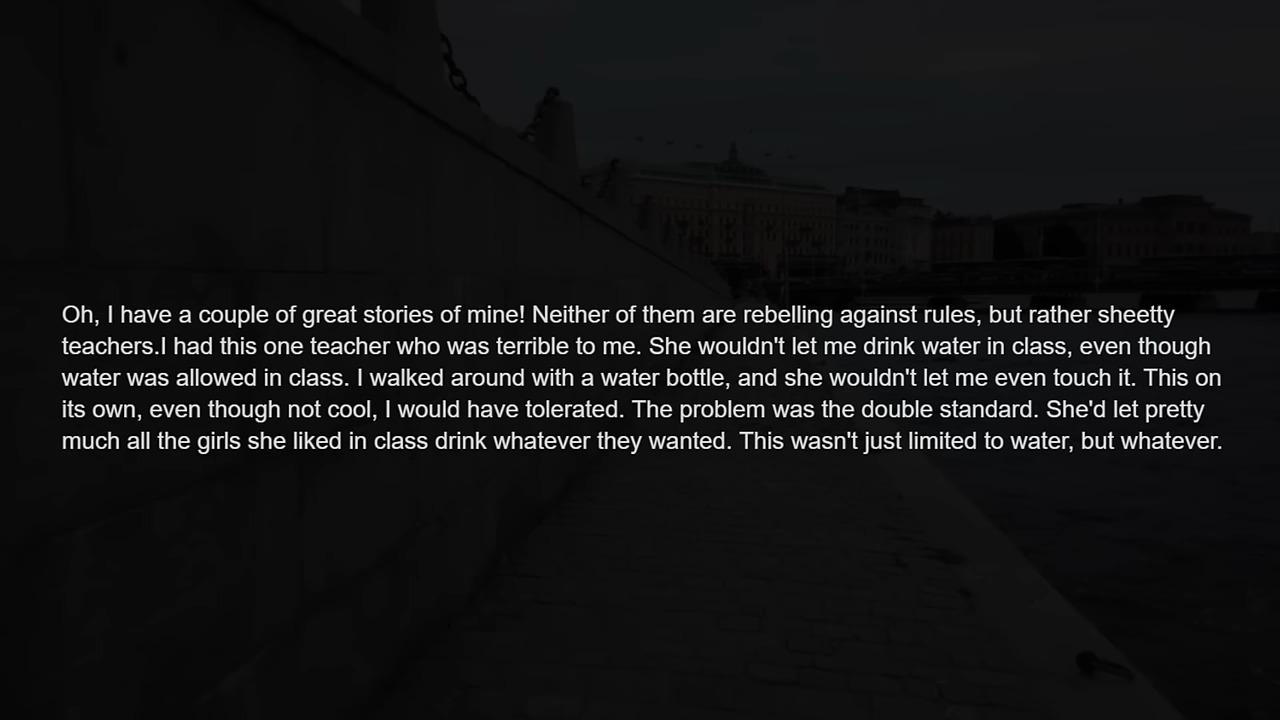 Oh, I have a couple of great stories of mine! Neither of them are rebelling against rules, but rather sheetty
teachers.I had this one teacher who was terrible to me. She wouldn't let me drink water in class, even though
water was allowed in class. I walked around with a water bottle, and she wouldn't let me even touch it. This on
its own, even though not cool, I would have tolerated. The problem was the double standard. She'd let pretty
much all the girls she liked in class drink whatever they wanted. This wasn't just limited to water, but whatever.